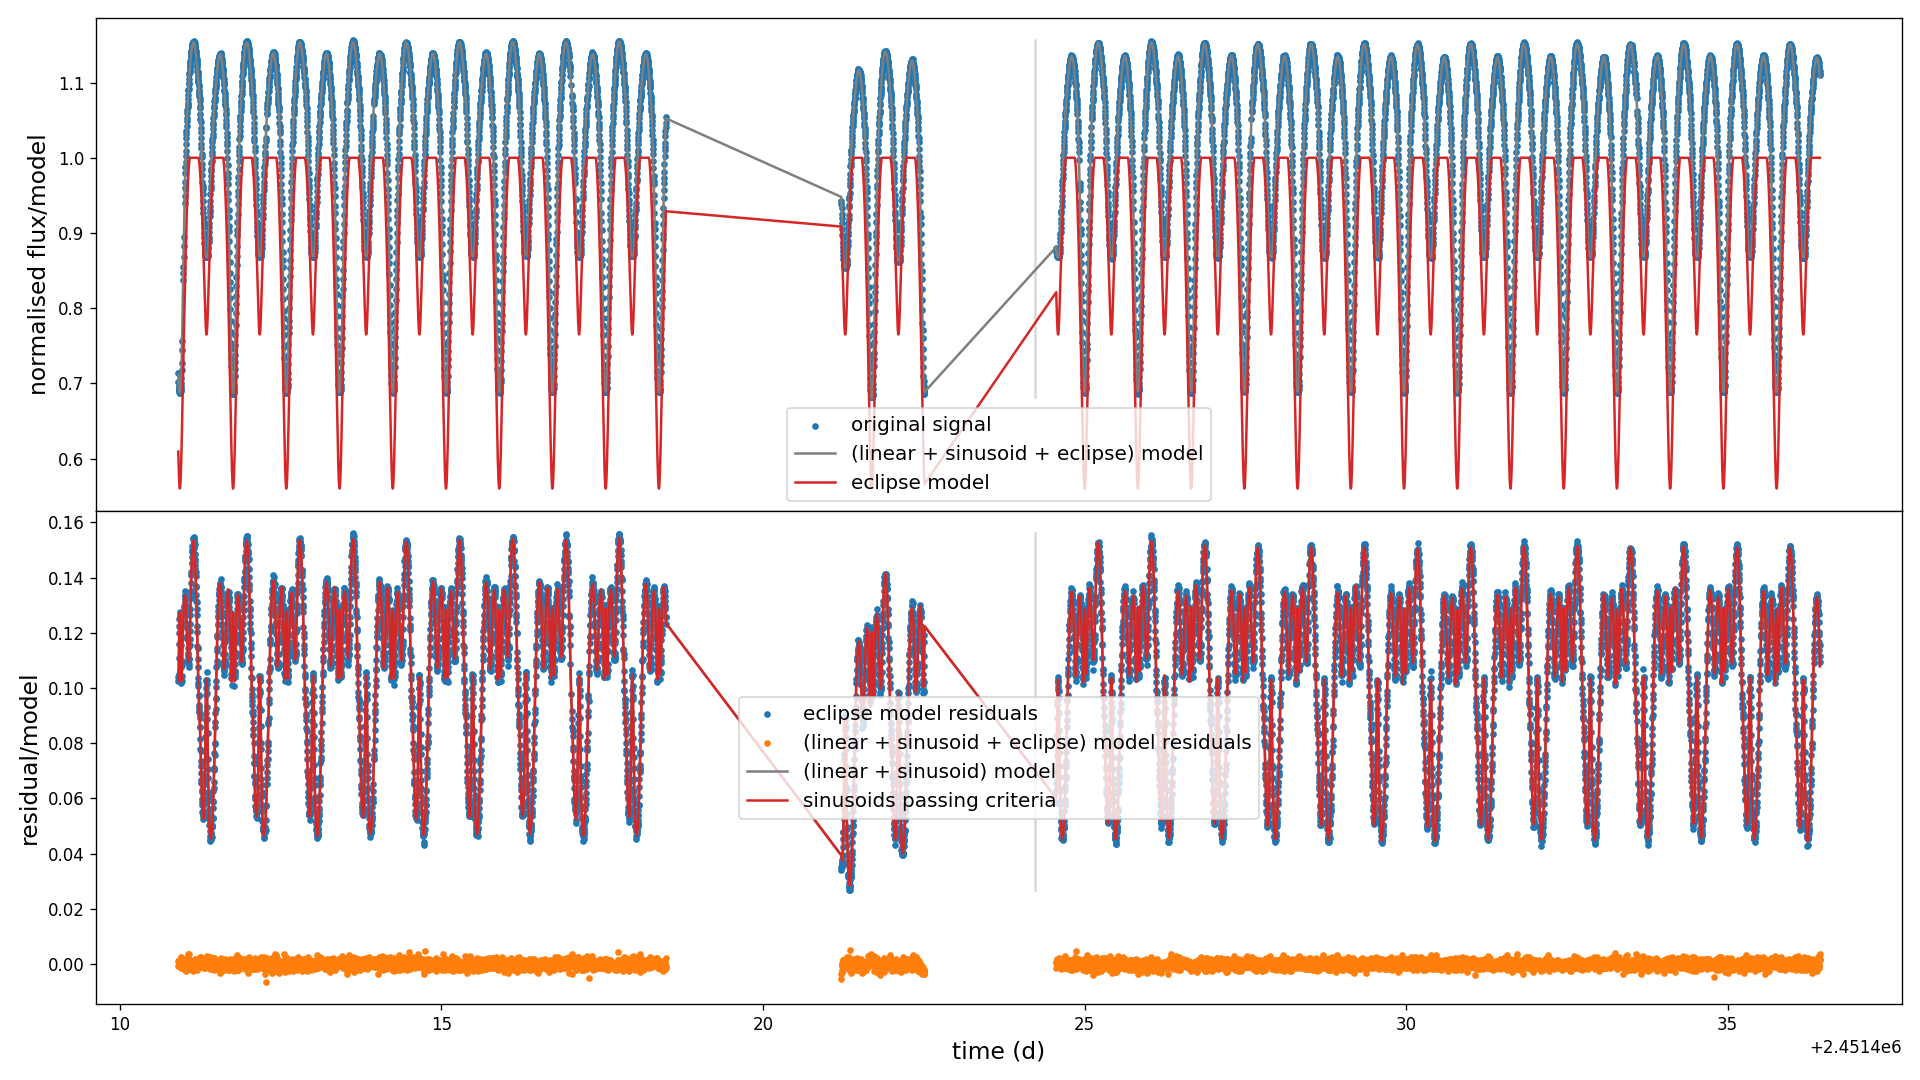 normalised flux/model
1.1
1.0
0.9
0.8
0.7
0.6
original signal
(linear + sinusoid + eclipse) model
eclipse model
residual/model
0.16
0.14
0.12
0.10
0.08
0.06
0.04
0.02
0.00
eclipse model residuals
(linear + sinusoid + eclipse) model residuals
(linear + sinusoid) model
sinusoids passing criteria
10 15 20 25 30 35
time (d)
+2.4514e6